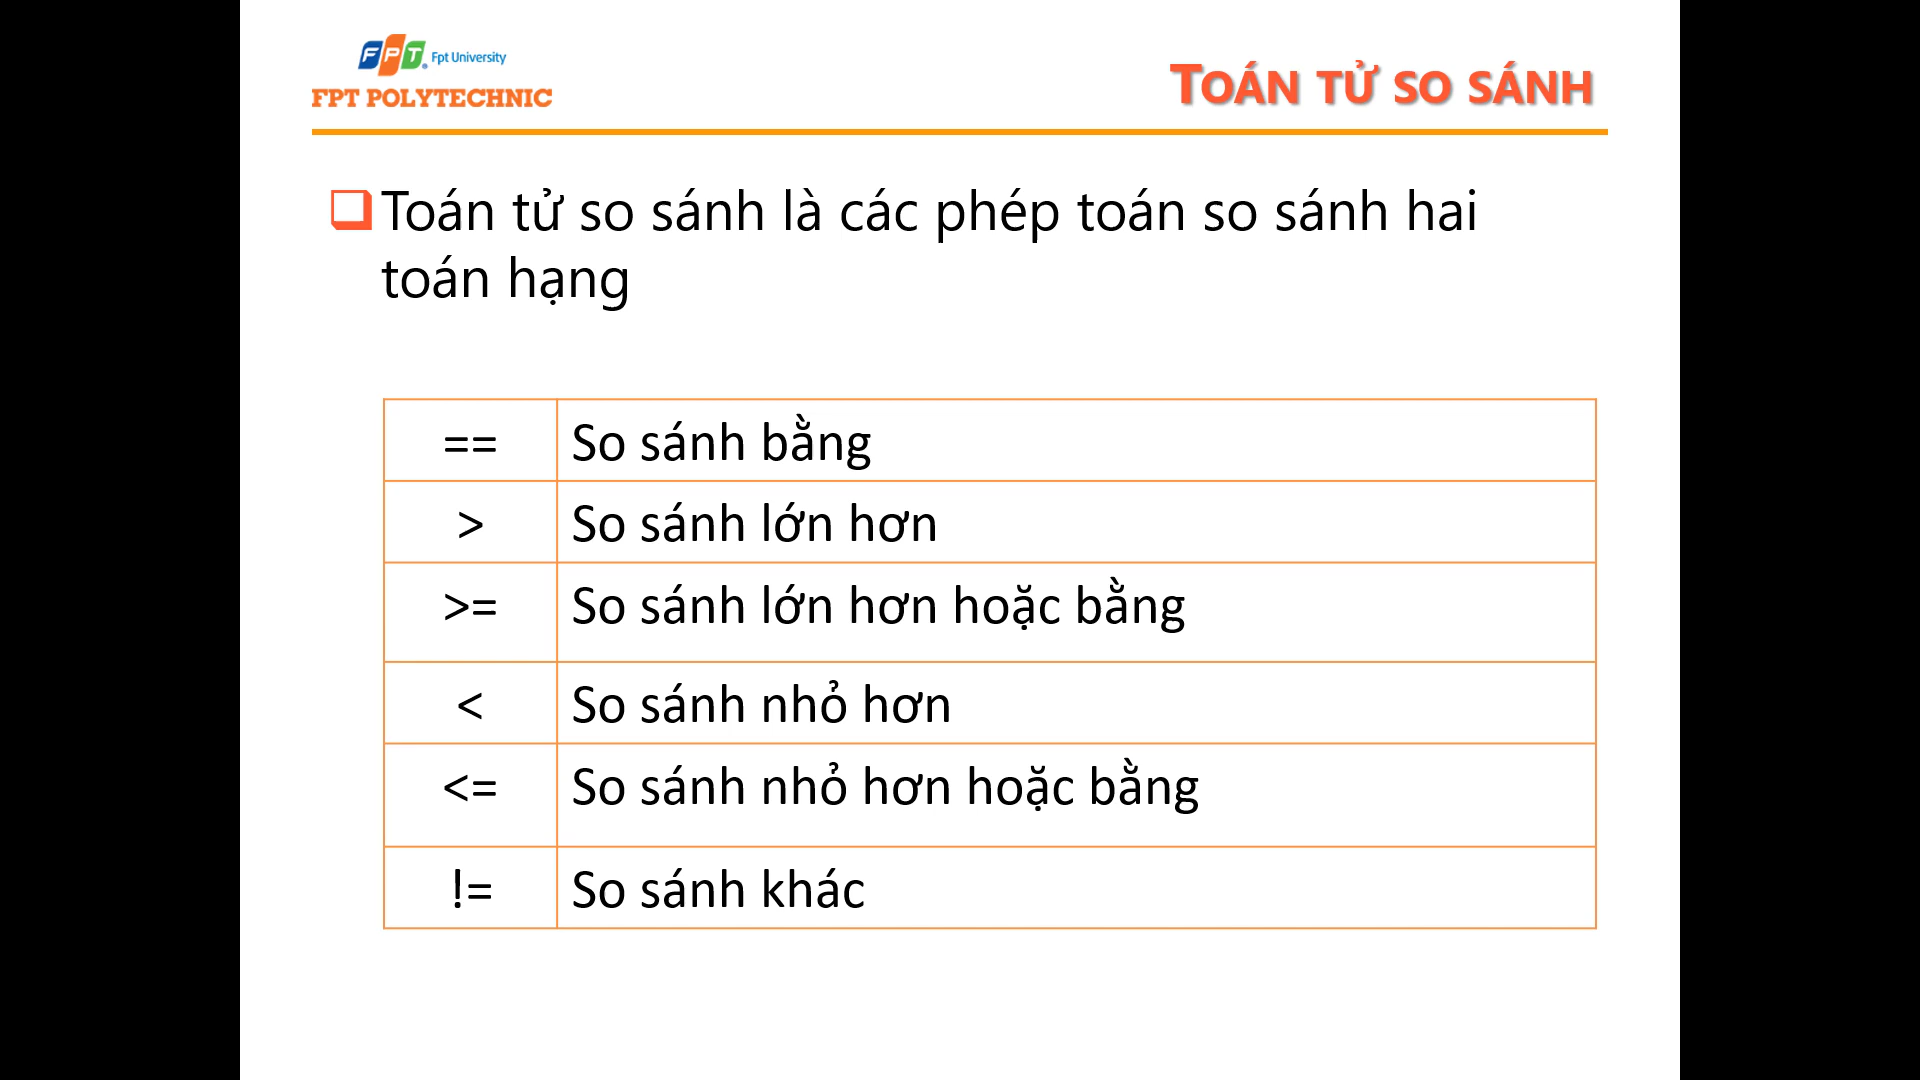 FPT. Fpt University
FPT POLYTECHNIC
TOÁN TỬ SO SÁNH
Toán tử so sánh là các phép toán so sánh hai
toán hạng
== So sánh bằng
> So sánh lớn hơn
>= So sánh lớn hơn hoặc bằng
< So sánh nhỏ hơn
<= So sánh nhỏ hơn hoặc bằng
!= So sánh khác